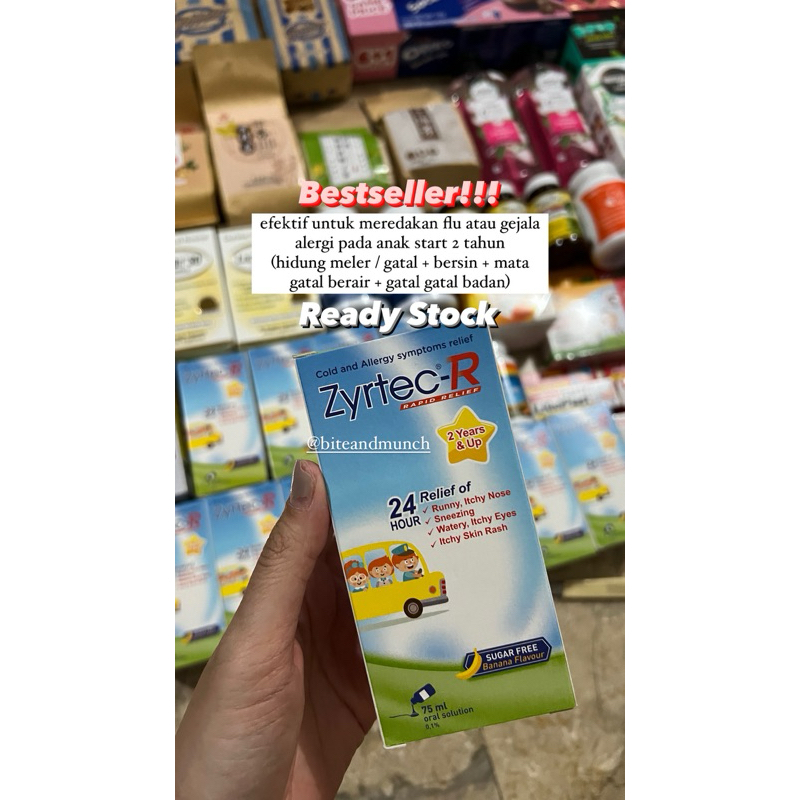 Bestseller!!!
efektif untuk meredakan flu atau gejala
alergi pada anak start 2 tahun
(hidung meler / gatal + bersin + mata
gatal berair + gatal gatal badan)
Ready Stock
Cold and Allergy symptoms relief
Zyrtec®-R
RAPID RELIEF
@biteandmunch
2 Years
& Up
24
HOUR
Relief of
✓ Runny, Itchy Nose
✓ Sneezing
✓ Watery, Itchy Eyes
✓ Itchy Skin Rash
SUGAR FREE
Banana Flavour
75 ml
oral solution
0.1%